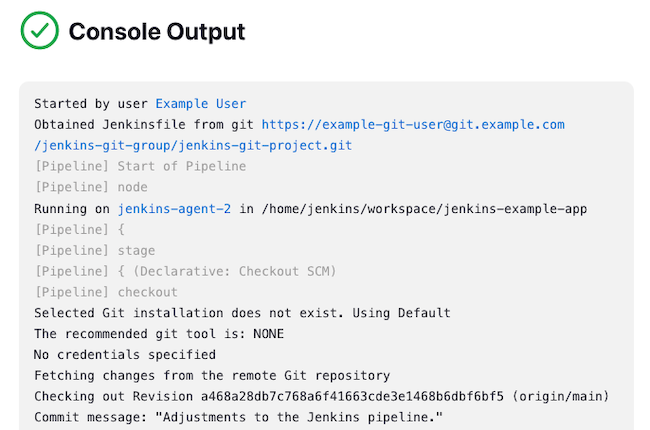 Console Output
Started by user Example User
Obtained Jenkinsfile from git https://example-git-user@git.example.com
/jenkins-git-group/jenkins-git-project.git
[Pipeline] Start of Pipeline
[Pipeline] node
Running on jenkins-agent-2 in /home/jenkins/workspace/jenkins-example-app
[Pipeline] {
[Pipeline] stage
[Pipeline] { (Declarative: Checkout SCM)
[Pipeline] checkout
Selected Git installation does not exist. Using Default
The recommended git tool is: NONE
No credentials specified
Fetching changes from the remote Git repository
Checking out Revision a468a28db7c768a6f41663cde3e1468b6dbf6bf5 (origin/main)
Commit message: "Adjustments to the Jenkins pipeline."